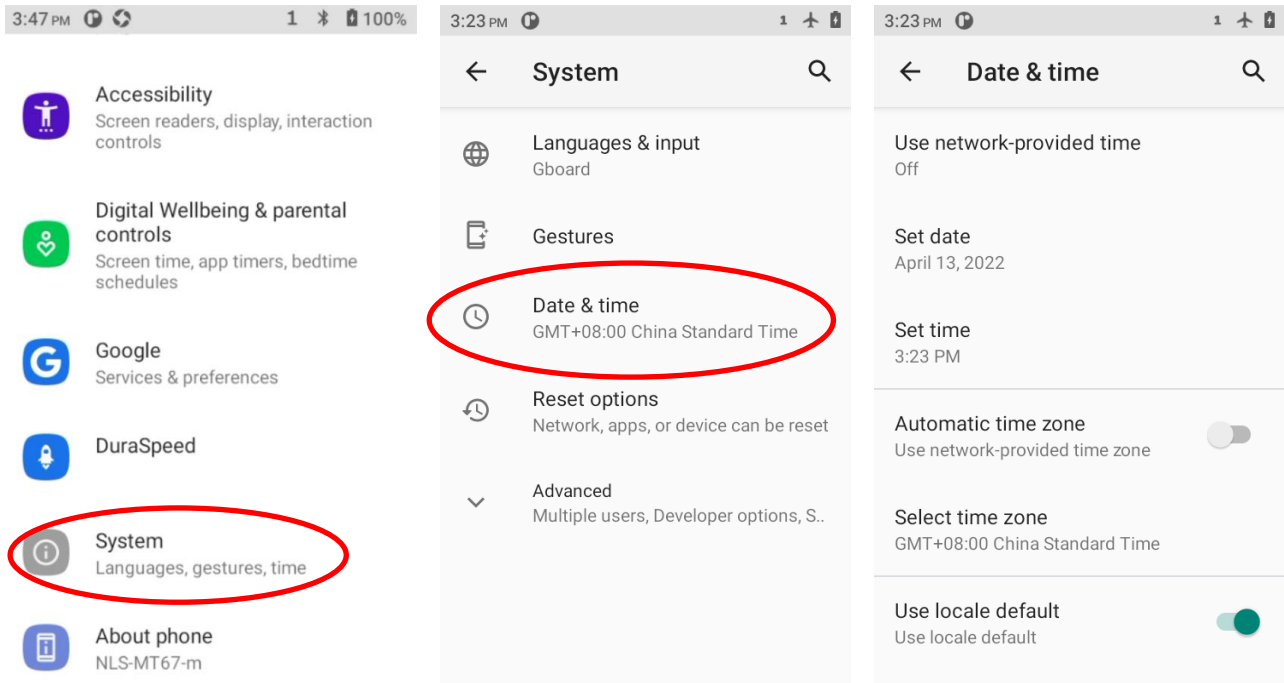 3:47 PM
1
100%
Accessibility
Screen readers, display, interaction
controls
Digital Wellbeing & parental
controls
Screen time, app timers, bedtime
schedules
Google
Services & preferences
DuraSpeed
System
Languages, gestures, time
About phone
NLS-MT67-m
3:23 PM
1
System
Languages & input
Gboard
Gestures
Date & time
GMT+08:00 China Standard Time
Reset options
Network, apps, or device can be reset
Advanced
Multiple users, Developer options, S..
3:23 PM
1
Date & time
Use network-provided time
Off
Set date
April 13, 2022
Set time
3:23 PM
Automatic time zone
Use network-provided time zone
Select time zone
GMT+08:00 China Standard Time
Use locale default
Use locale default